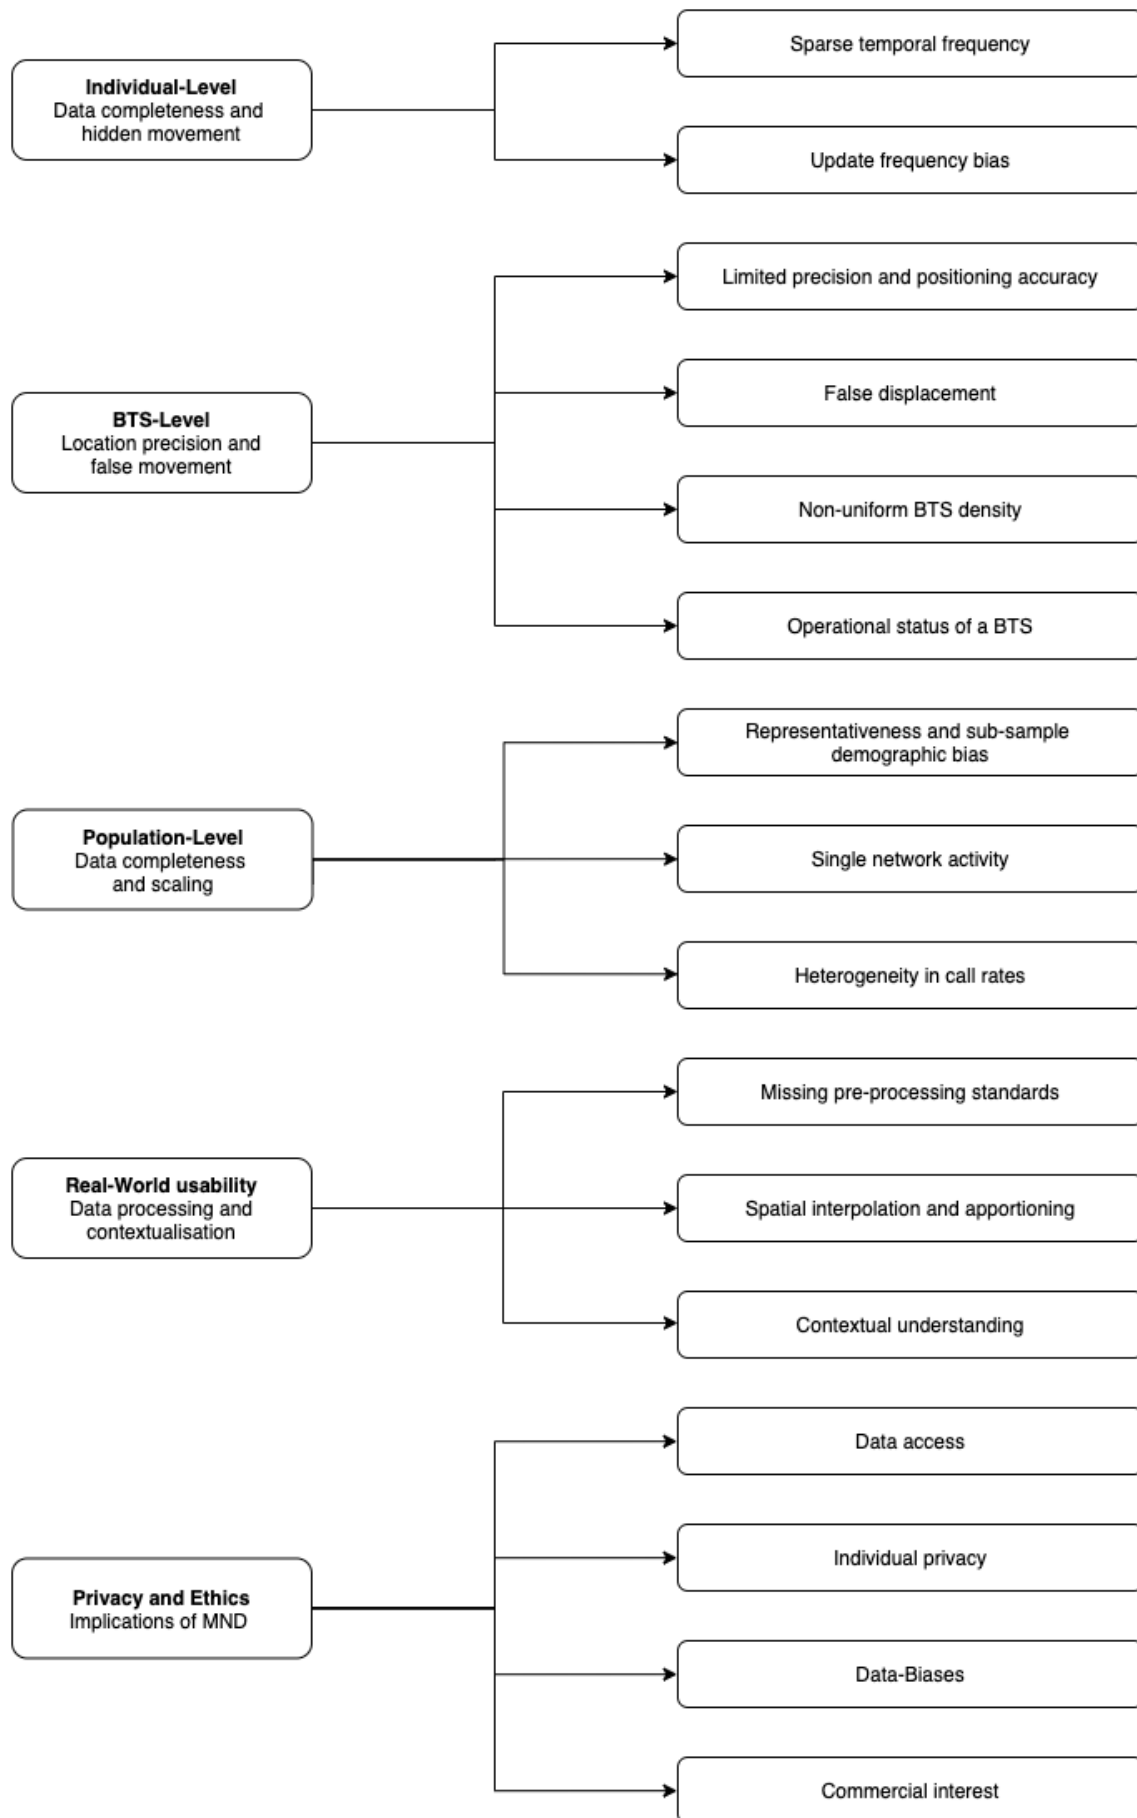 Individual-Level
Data completeness and
hidden movement
Sparse temporal frequency
Update frequency bias
BTS-Level
Location precision and
false movement
Limited precision and positioning accuracy
False displacement
Non-uniform BTS density
Operational status of a BTS
Population-Level
Data completeness
and scaling
Representativeness and sub-sample
demographic bias
Single network activity
Heterogeneity in call rates
Real-World usability
Data processing and
contextualisation
Missing pre-processing standards
Spatial interpolation and apportioning
Contextual understanding
Privacy and Ethics
Implications of MND
Data access
Individual privacy
Data-Biases
Commercial interest